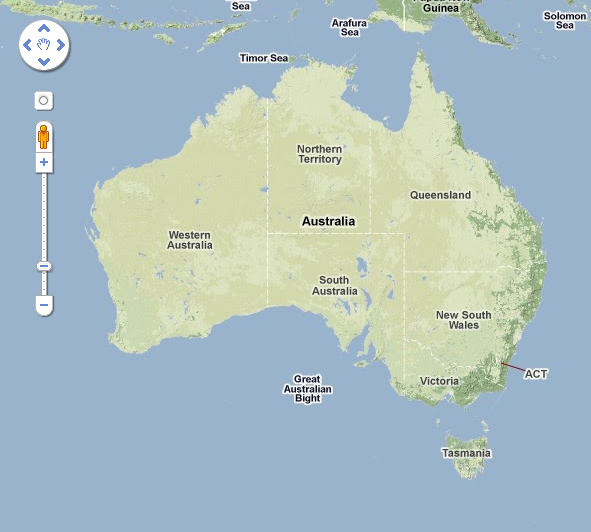 Sea
Guinea
Arafura
Sea
Solomon
Sea
Timor Sea
Northern
Territory
Queensland
Australia
Western
Australia
South
Australia
New South
Wales
Great
Australian
Bight
Victoria
ACT
Tasmania